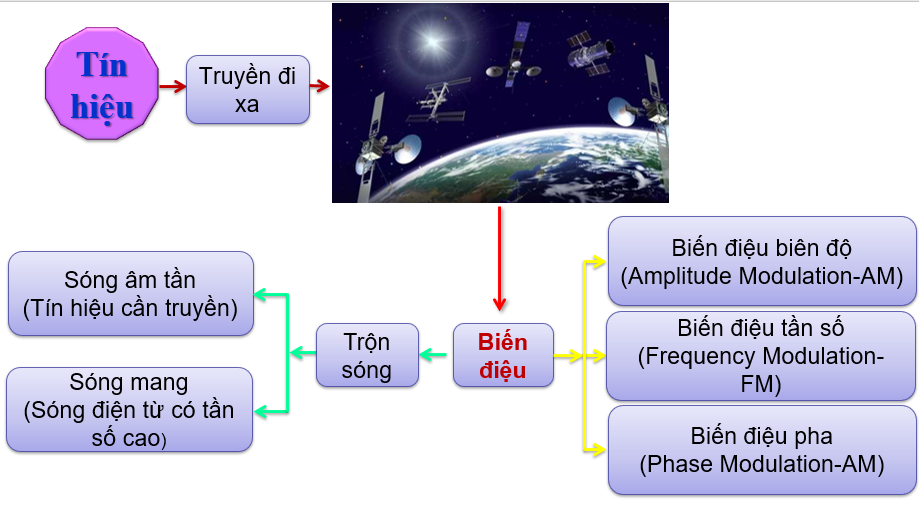 Tín
hiệu
Truyền đi
xa
Sóng âm tần
(Tín hiệu cần truyền)
Sóng mang
(Sóng điện từ có tần
số cao)
Trộn
sóng
Biến
điệu
Biến điệu biên độ
(Amplitude Modulation-AM)
Biến điệu tần số
(Frequency Modulation-
FM)
Biến điệu pha
(Phase Modulation-AM)